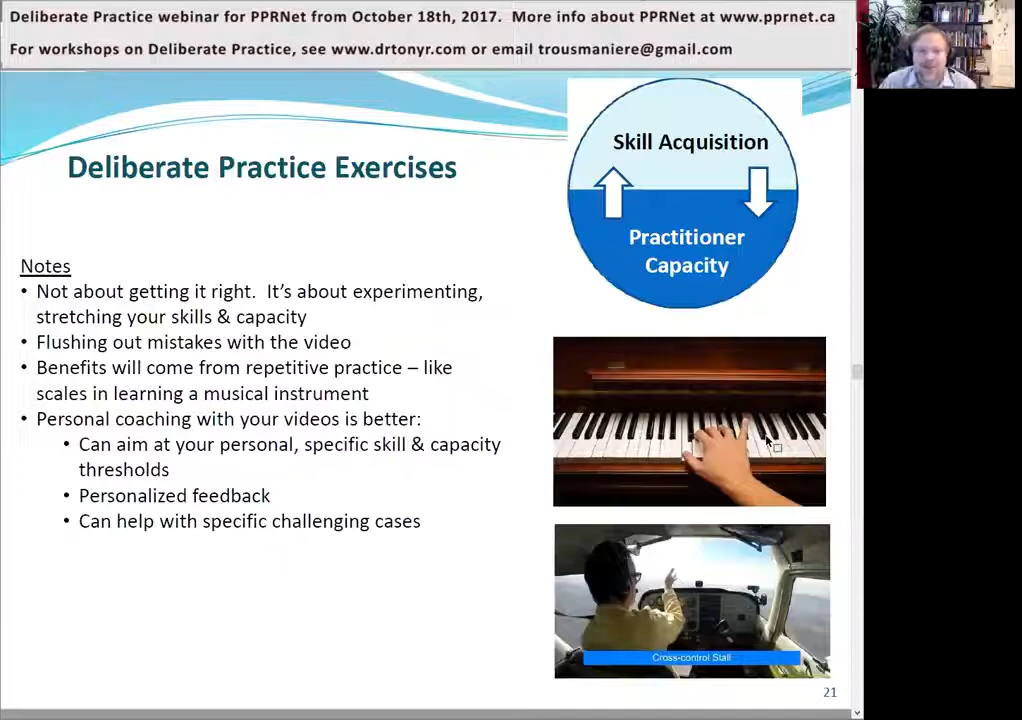 Deliberate Practice webinar for PPRNet from October 18th, 2017.  More info about PPRNet at www.pprnet.ca
For workshops on Deliberate Practice, see www.drtonyr.com or email trousmaniere@gmail.com
Deliberate Practice Exercises
Skill Acquisition
Practitioner
Capacity
Notes
• Not about getting it right.  It's about experimenting,
stretching your skills & capacity
• Flushing out mistakes with the video
• Benefits will come from repetitive practice – like
scales in learning a musical instrument
• Personal coaching with your videos is better:
• Can aim at your personal, specific skill & capacity
thresholds
• Personalized feedback
• Can help with specific challenging cases
Cross-control Stall
21